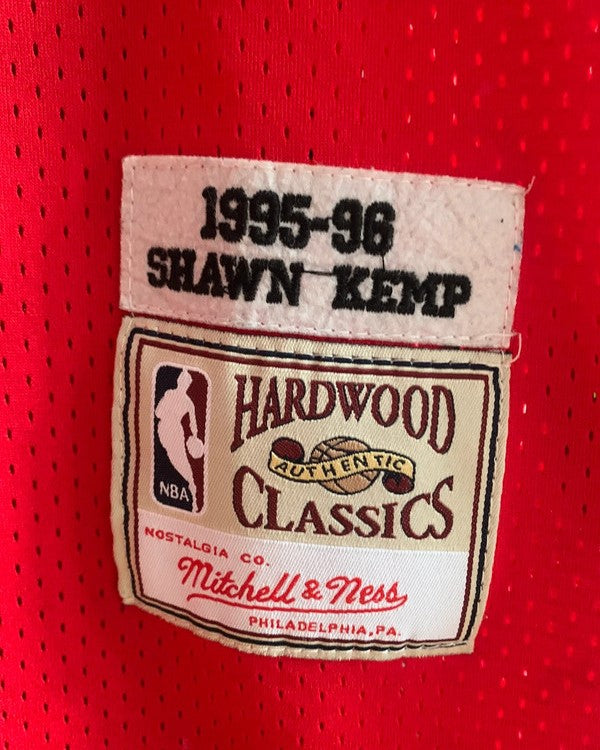 1995-96
SHAWN KEMP
HARDWOOD
AUTHENTIC
CLASSICS
NBA
NOSTALGIA CO.
Mitchell & Ness
PHILADELPHIA, PA.